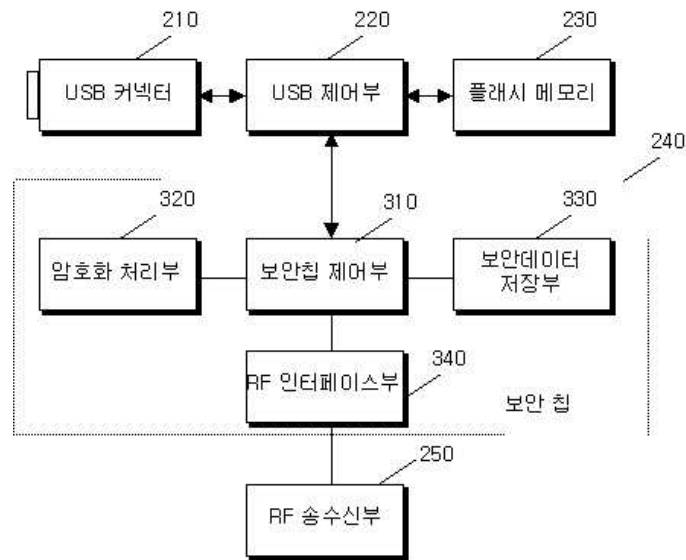 210
220
230
USB 커넥터
USB 제어부
플래시 메모리
240
320
310
330
암호화 처리부
보안칩 제어부
보안데이터
저장부
340
RF 인터페이스부
보안 칩
250
RF 송수신부